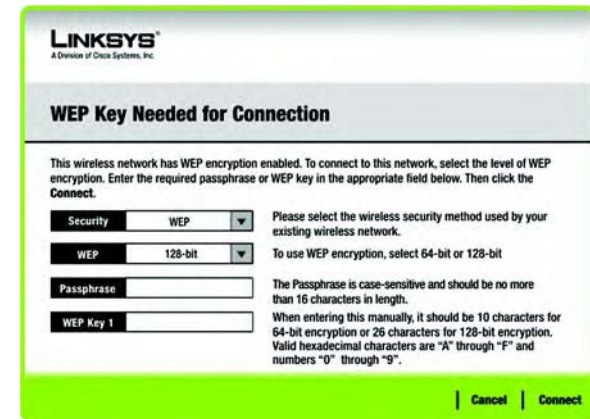 LINKSYS®
A Division of Cisco Systems, Inc.
WEP Key Needed for Connection
This wireless network has WEP encryption enabled. To connect to this network, select the level of WEP
encryption. Enter the required passphrase or WEP key in the appropriate field below. Then click the
Connect.
Security WEP
Please select the wireless security method used by your
existing wireless network.
WEP 128-bit
To use WEP encryption, select 64-bit or 128-bit
Passphrase
The Passphrase is case-sensitive and should be no more
than 16 characters in length.
WEP Key 1
When entering this manually, it should be 10 characters for
64-bit encryption or 26 characters for 128-bit encryption.
Valid hexadecimal characters are “A” through “F” and
numbers “0” through “9”.
Cancel Connect